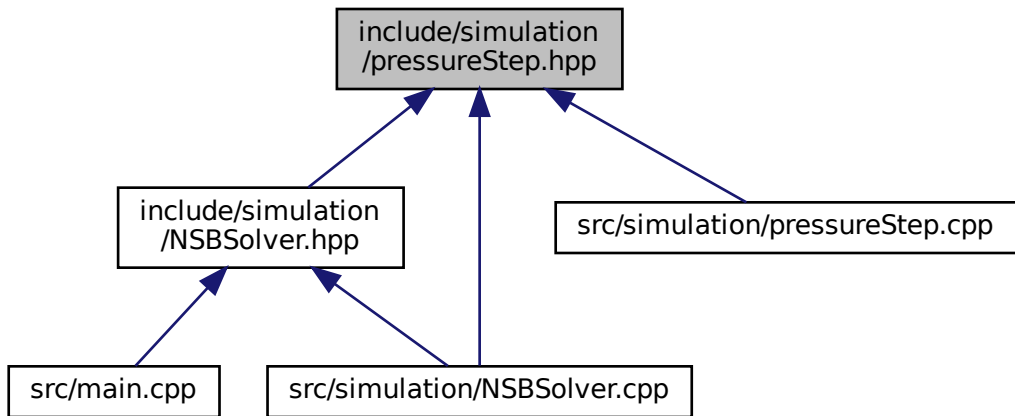 include/simulation
/pressureStep.hpp
include/simulation
/NSBSolver.hpp
src/simulation/pressureStep.cpp
src/main.cpp
src/simulation/NSBSolver.cpp